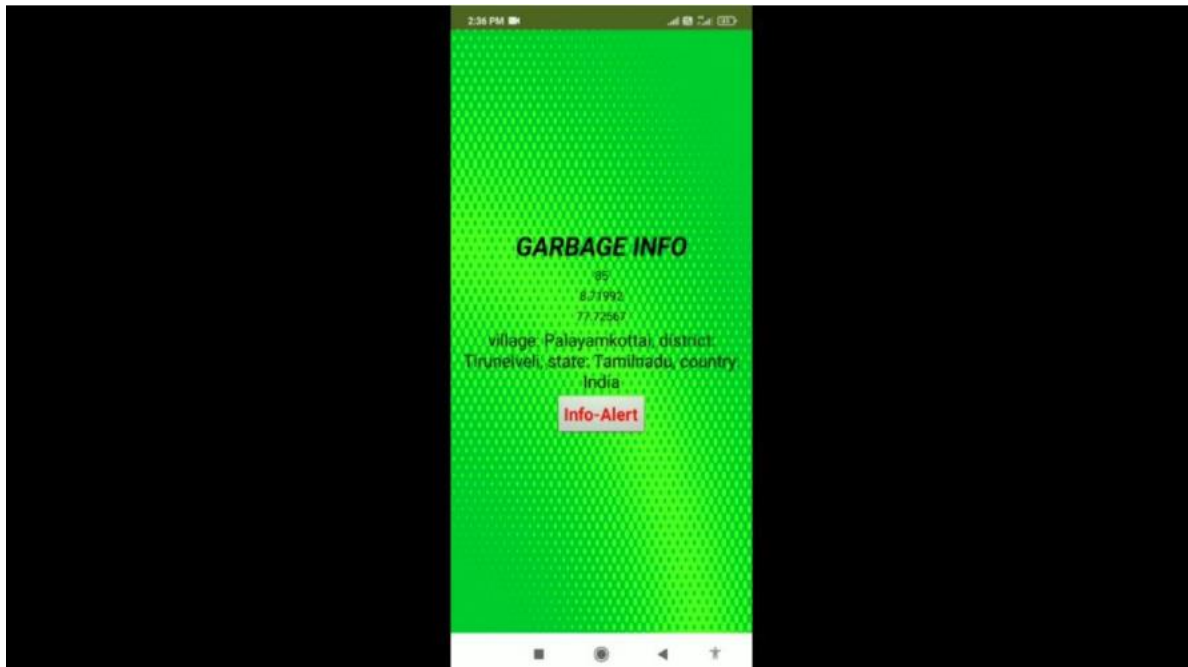 2:36 PM
GARBAGE INFO
85
8.71992
77.72567
village: Palayamkottai, district:
Tirunelveli, state: Tamilnadu, country
India
Info-Alert